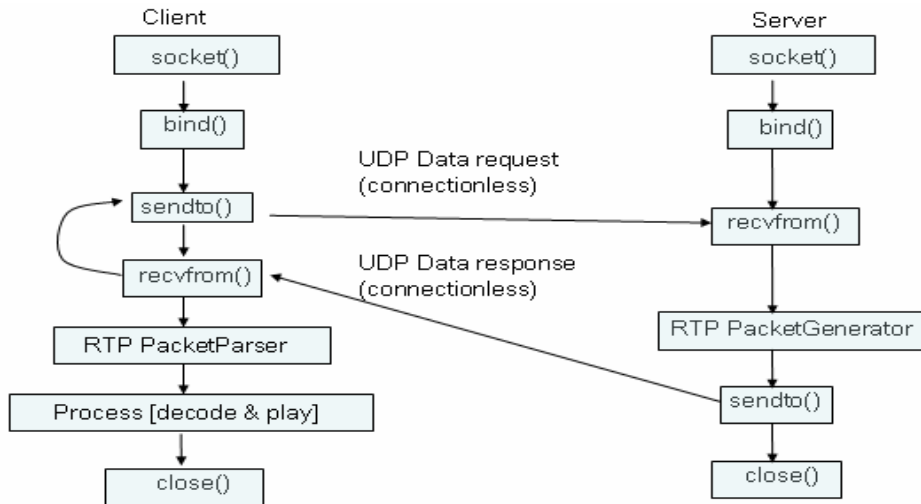 Client
Server
socket()
socket()
bind()
bind()
UDP Data request
(connectionless)
sendto()
recvfrom()
UDP Data response
(connectionless)
recvfrom()
RTP PacketParser
RTP PacketGenerator
Process [decode & play]
sendto()
close()
close()